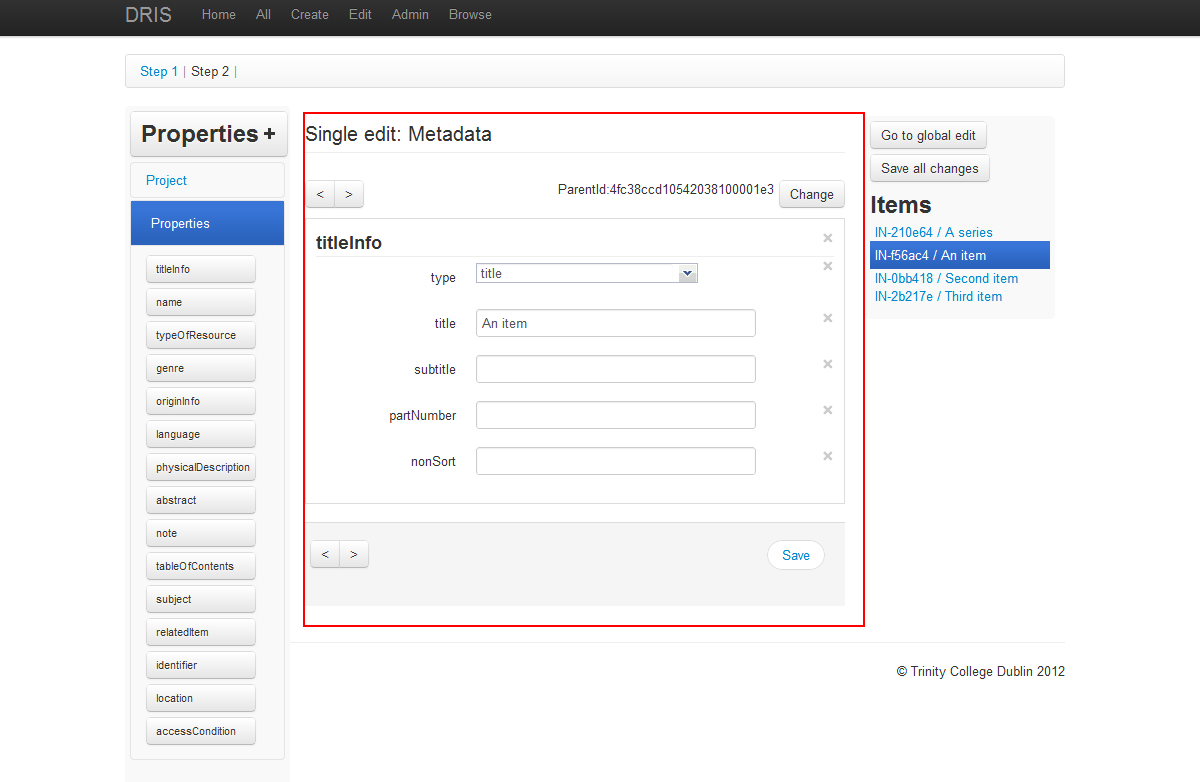 DRIS Home All Create Edit Admin Browse
Step 1 | Step 2 |
Properties +
Project
Properties
titleInfo
name
typeOfResource
genre
originInfo
language
physicalDescription
abstract
note
tableOfContents
subject
relatedItem
identifier
location
accessCondition
Single edit: Metadata
< >
ParentId:4fc38ccd10542038100001e3 Change
titleInfo ×
type title ×
title An item ×
subtitle ×
partNumber ×
nonSort ×
< > Save
Go to global edit
Save all changes
Items
IN-210e64 / A series
IN-f56ac4 / An item
IN-0bb418 / Second item
IN-2b217e / Third item
© Trinity College Dublin 2012